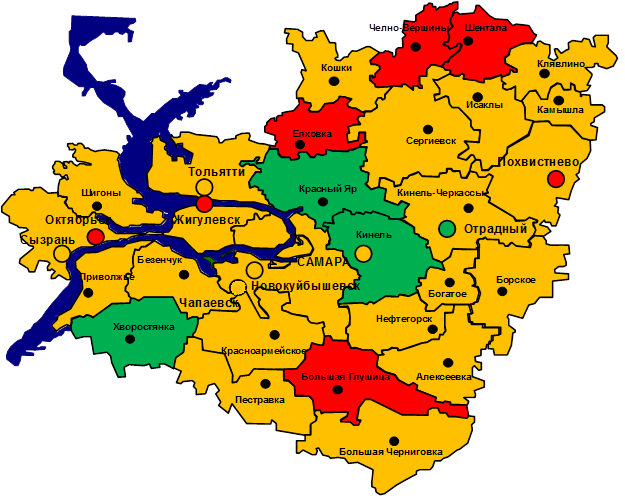 Челно-Вершины
Шентала
Кошки
Клявлино
Исаклы
Камышла
Елховка
Сергиевск
Похвистнево
Тольятти
Шигоны
Красный Яр
Кинель-Черкассы
Октябрьск
Жигулевск
Отрадный
Сызрань
Кинель
Безенчук
САМАРА
Приволжье
Новокуйбышевск
Богатое
Борское
Чапаевск
Нефтегорск
Хворостянка
Красноармейское
Большая Глушица
Алексеевка
Пестравка
Большая Черниговка